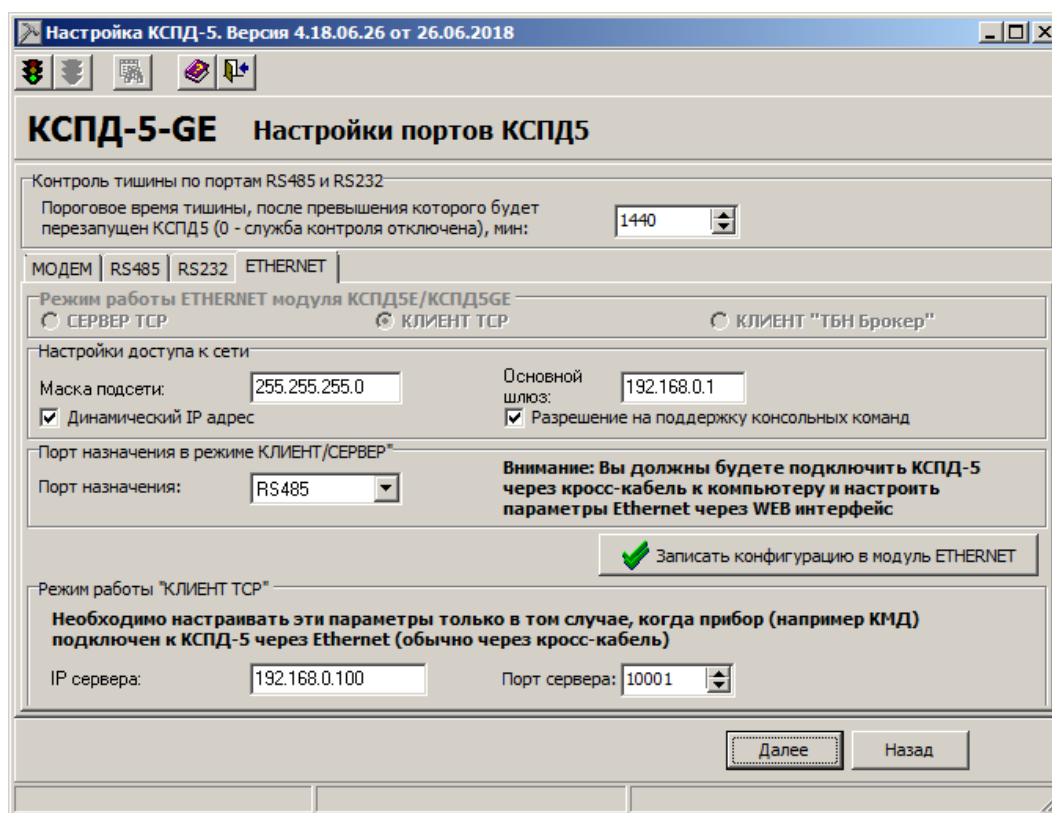 Настройка КСПД-5. Версия 4.18.06.26 от 26.06.2018
КСПД-5-GE Настройки портов КСПД5
Контроль тишины по портам RS485 и RS232
Пороговое время тишины, после превышения которого будет
перезапущен КСПД5 (0 - служба контроля отключена), мин:
1440
МОДЕМ RS485 RS232 ETHERNET
Режим работы ETHERNET модуля КСПД5E/КСПД5GE
СЕРВЕР TCP КЛИЕНТ TCP КЛИЕНТ "ТБН Брокер"
Настройки доступа к сети
Маска подсети: 255.255.255.0
Основной
шлюз:
192.168.0.1
Динамический IP адрес
Разрешение на поддержку консольных команд
Порт назначения в режиме КЛИЕНТ/СЕРВЕР"
Порт назначения: RS485
Внимание: Вы должны будете подключить КСПД-5
через кросс-кабель к компьютеру и настроить
параметры Ethernet через WEB интерфейс
Записать конфигурацию в модуль ETHERNET
Режим работы "КЛИЕНТ TCP"
Необходимо настраивать эти параметры только в том случае, когда прибор (например КМД)
подключен к КСПД-5 через Ethernet (обычно через кросс-кабель)
IP сервера: 192.168.0.100 Порт сервера: 10001
Далее Назад